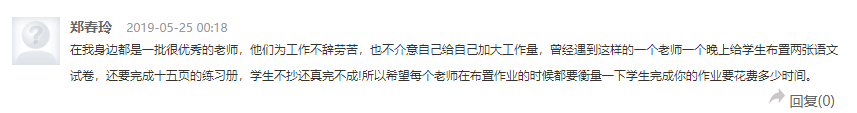 郑春玲 2019-05-25 00:18
在我身边都是一批很优秀的老师，他们为工作不辞劳苦，也不介意自己给自己加大工作量，曾经遇到这样的一个老师一个晚上给学生布置两张语文
试卷，还要完成十五页的练习册，学生不抄还真完不成!所以希望每个老师在布置作业的时候都要衡量一下学生完成你的作业要花费多少时间。
回复(0)